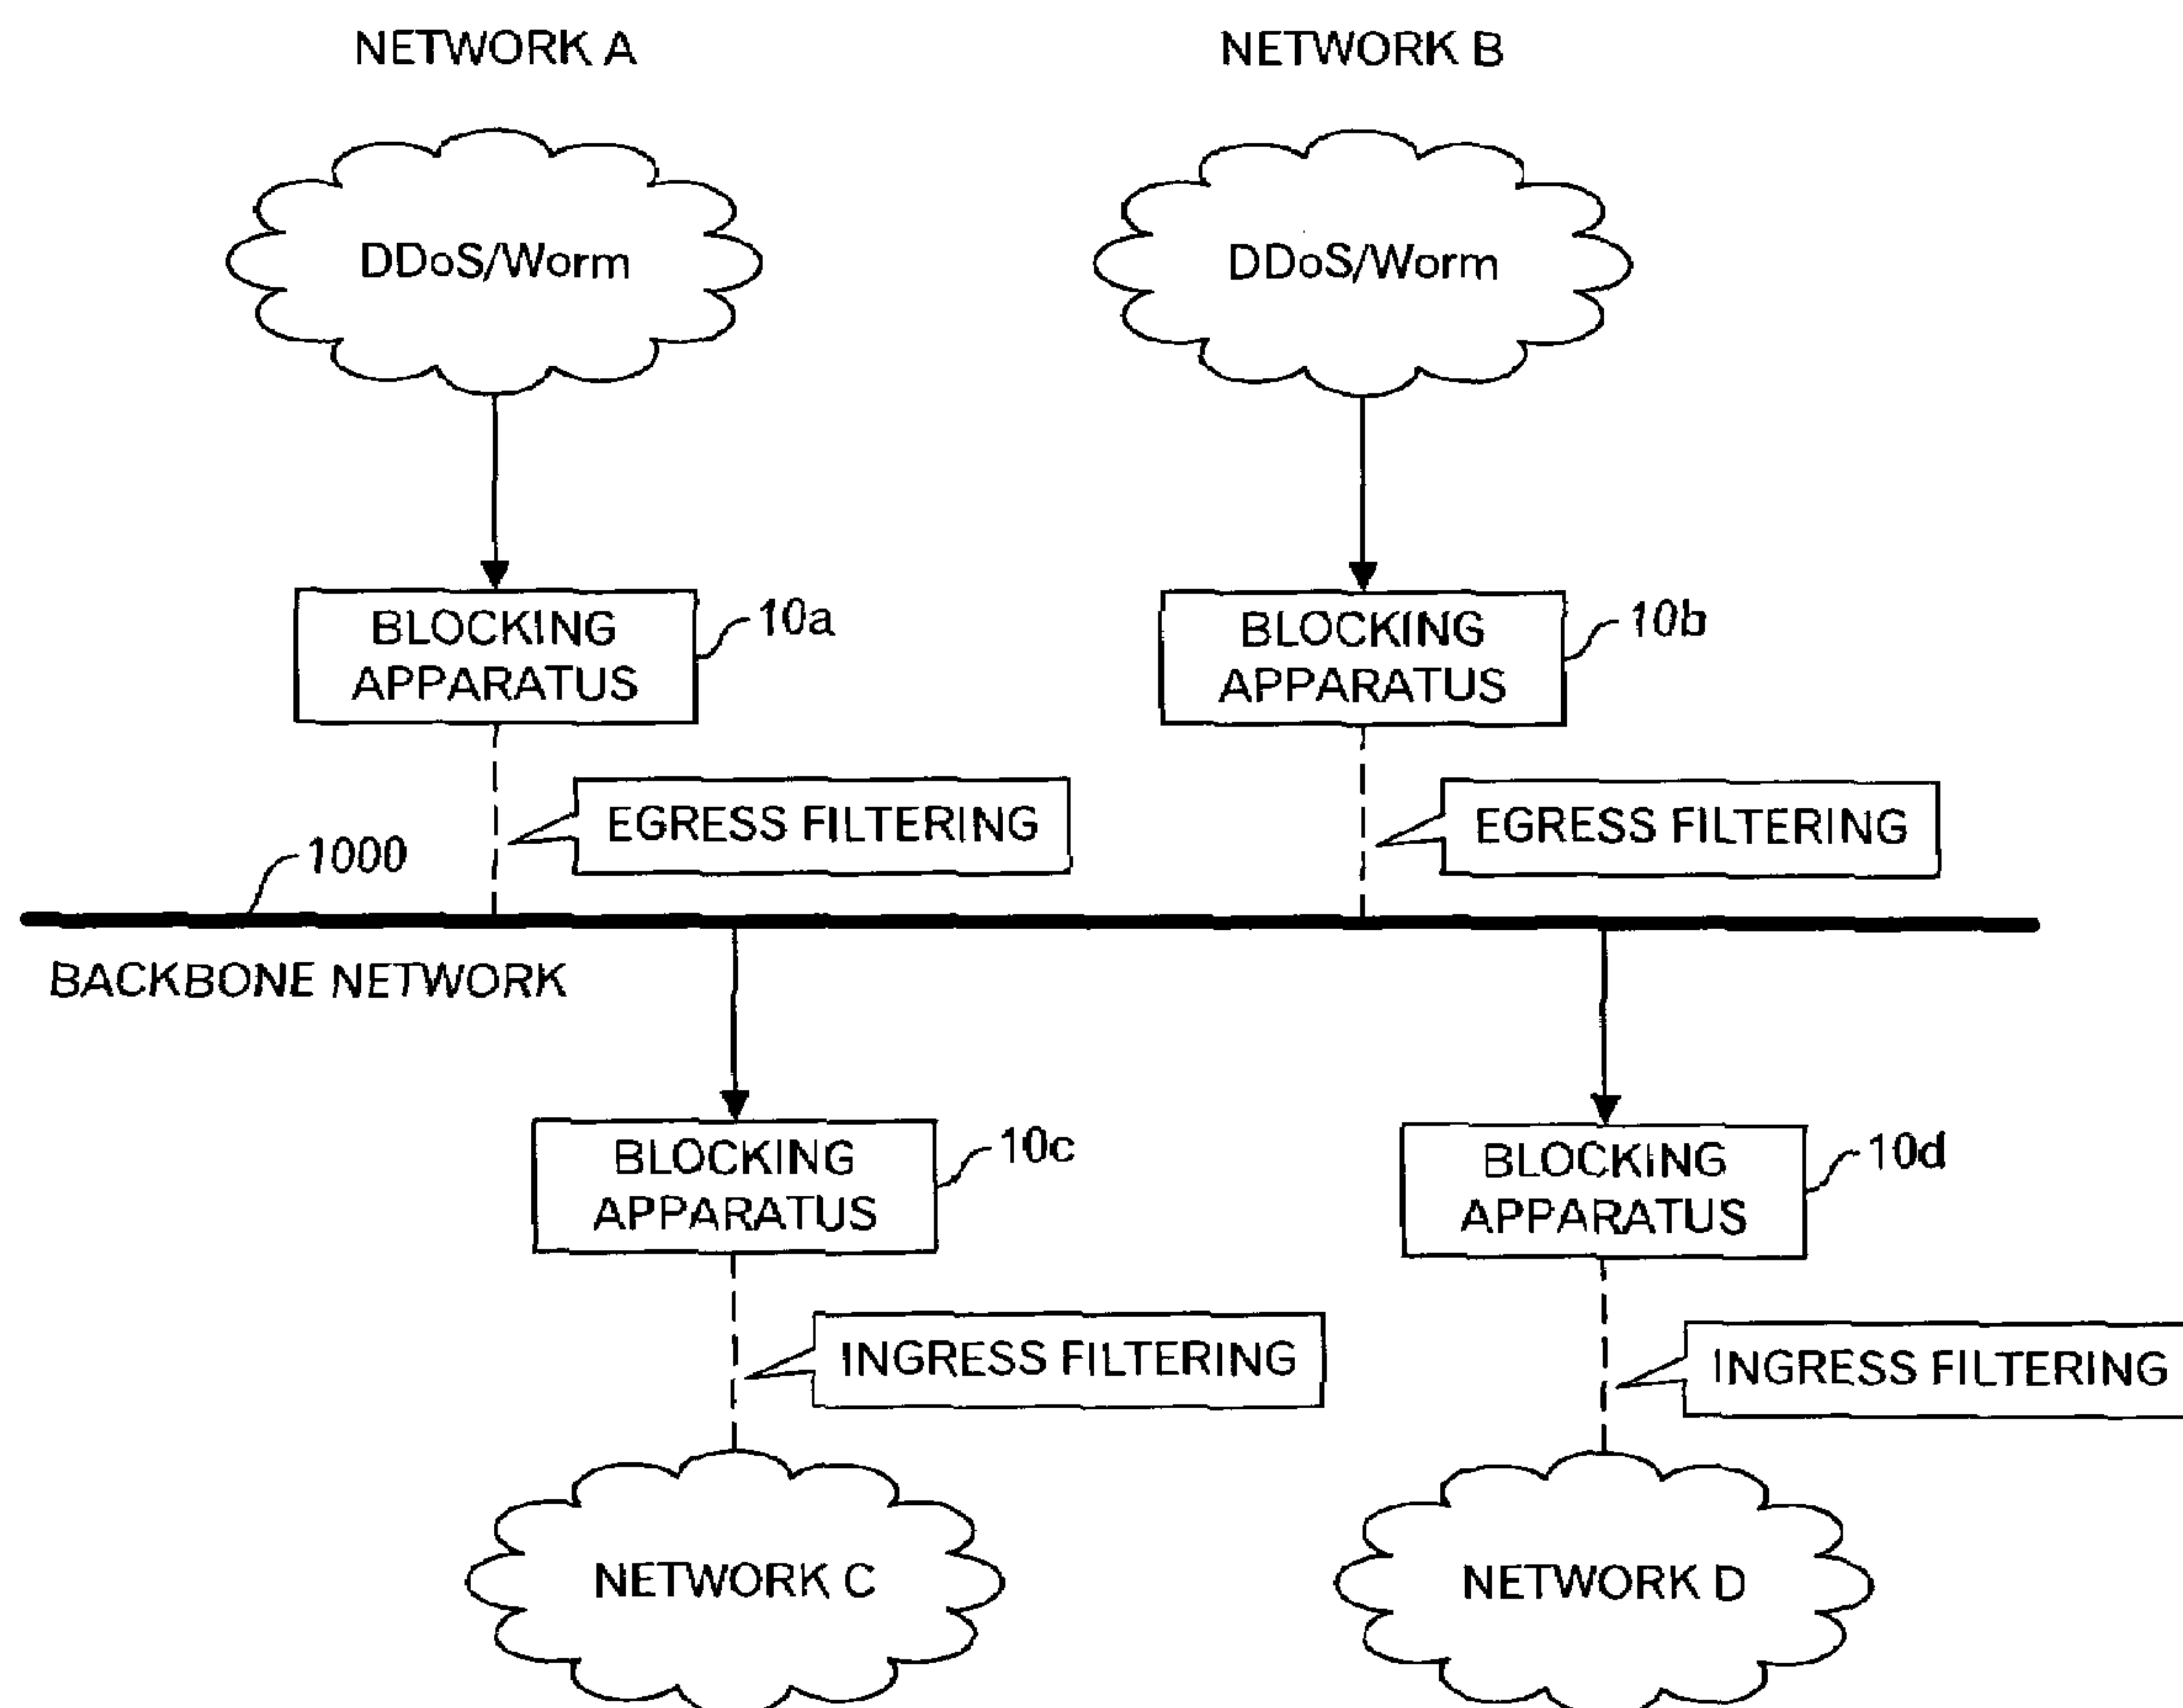 NETWORK A
NETWORK B
DDoS/Worm
DDoS/Worm
BLOCKING
APPARATUS
10a
BLOCKING
APPARATUS
10b
EGRESS FILTERING
EGRESS FILTERING
1000
BACKBONE NETWORK
BLOCKING
APPARATUS
10c
BLOCKING
APPARATUS
10d
INGRESS FILTERING
INGRESS FILTERING
NETWORK C
NETWORK D